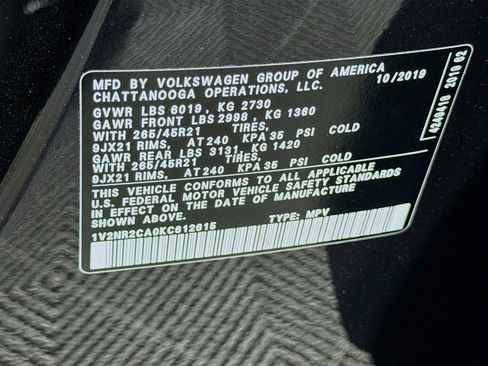 MFD BY VOLKSWAGEN GROUP OF AMERICA 10/2019
CHATTANOOGA OPERATIONS, LLC.
GVWR LBS 6019, KG 2730
GAWR FRONT LBS 2998, KG 1360
WITH 265/45R21 TIRES,
9JX21 RIMS, AT 240 KPA 35 PSI COLD
GAWR REAR LBS 3131, KG 1420
WITH 265/45R21 TIRES,
9JX21 RIMS, AT 240 KPA 35 PSI COLD
THIS VEHICLE CONFORMS TO ALL APPLICABLE
U.S. FEDERAL MOTOR VEHICLE SAFETY STANDARDS
IN EFFECT ON THE DATE OF MANUFACTURE
SHOWN ABOVE.
1V2NR2CA0KC612615 TYPE: MPV